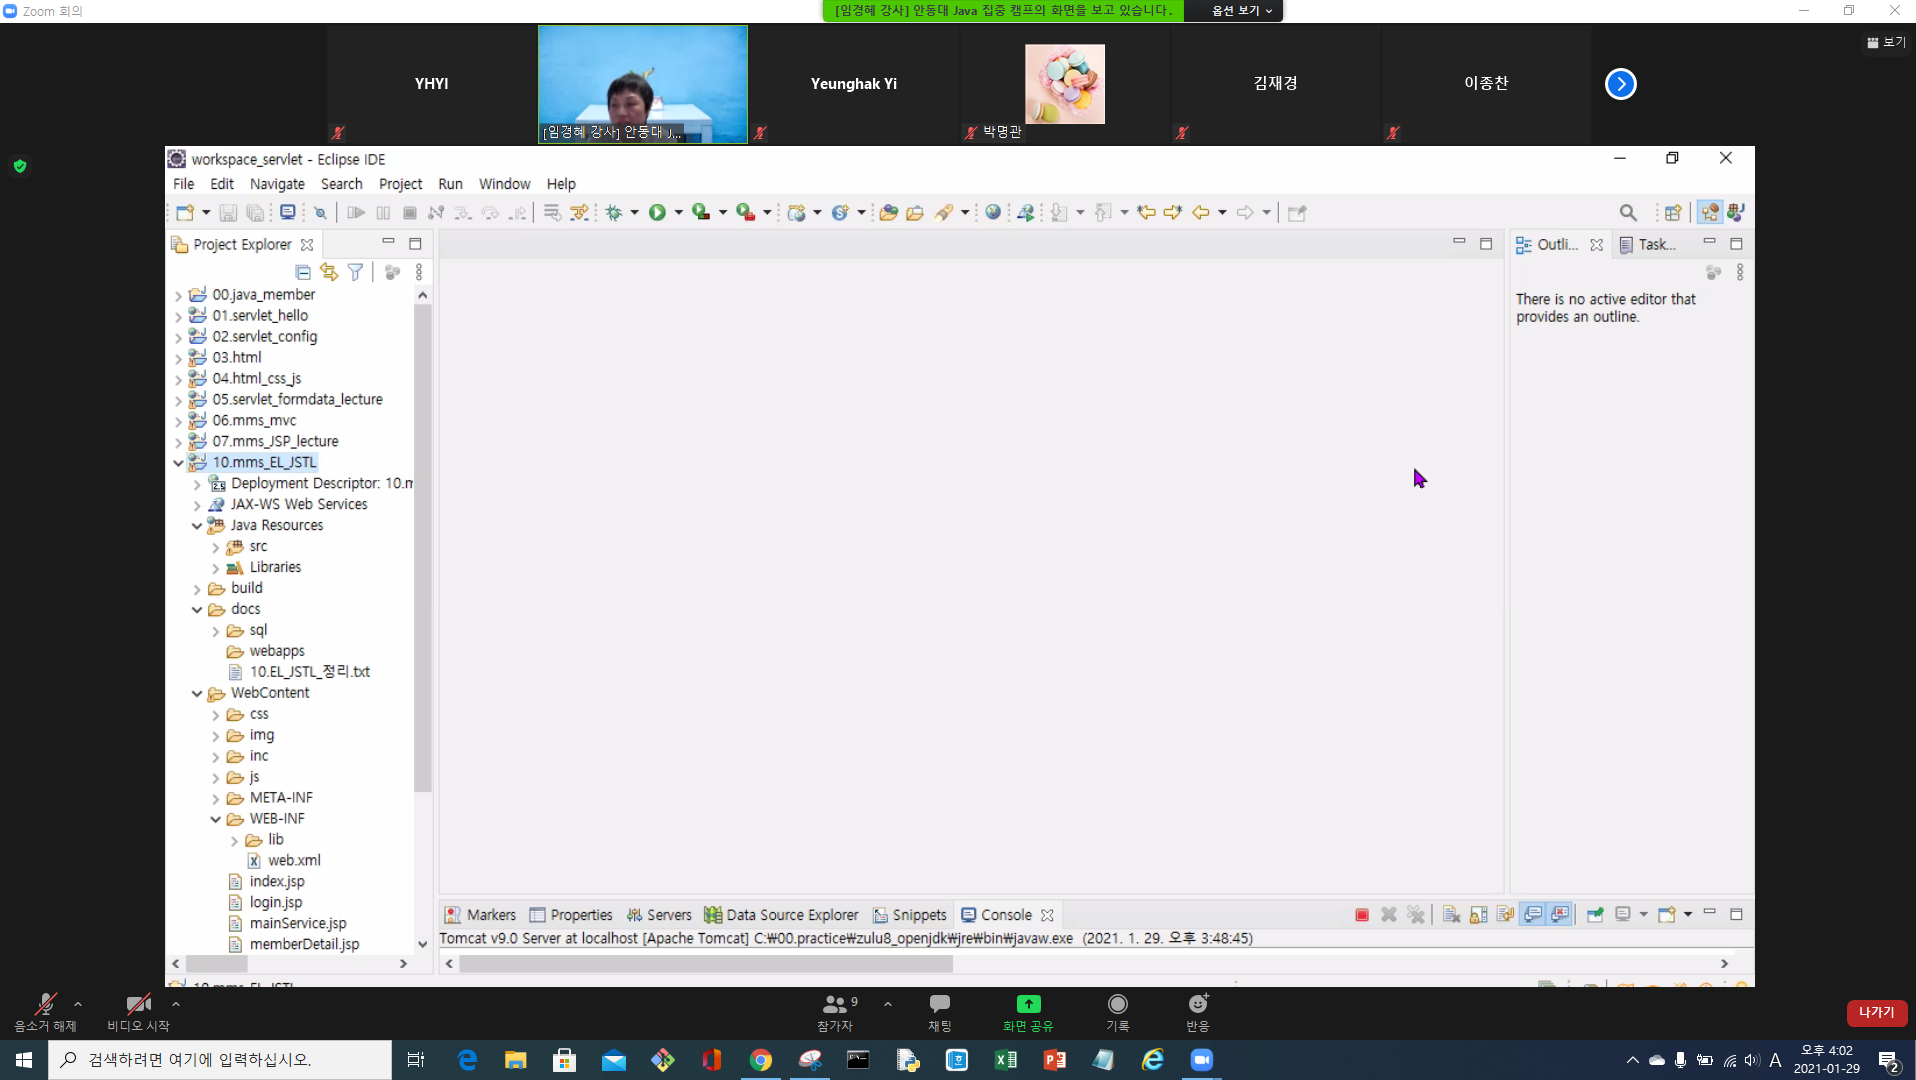 Zoom 회의
[임경혜 강사] 안동대 Java 집중 캠프의 화면을 보고 있습니다.
옵션 보기
보기
YHYI
[임경혜 강사] 안동대 J...
Yeunghak Yi
박명관
김재경
이종찬
workspace_servlet - Eclipse IDE
File Edit Navigate Search Project Run Window Help
Project Explorer
Outli...
Task...
There is no active editor that
provides an outline.
00.java_member
01.servlet_hello
02.servlet_config
03.html
04.html_css_js
05.servlet_formdata_lecture
06.mms_mvc
07.mms_JSP_lecture
10.mms_EL_JSTL
Deployment Descriptor: 10.m
JAX-WS Web Services
Java Resources
src
Libraries
build
docs
sql
webapps
10.EL_JSTL_정리.txt
WebContent
css
img
inc
js
META-INF
WEB-INF
lib
web.xml
index.jsp
login.jsp
mainService.jsp
memberDetail.jsp
Markers Properties Servers Data Source Explorer Snippets Console
Tomcat v9.0 Server at localhost [Apache Tomcat] C:₩00.practice₩zulu8_openjdk₩jre₩bin₩javaw.exe (2021. 1. 29. 오후 3:48:45)
10.mms_EL_JSTL
음소거 해제
비디오 시작
9
참가자
채팅
화면 공유
기록
반응
나가기
검색하려면 여기에 입력하십시오.
A
오후 4:02
2021-01-29
2